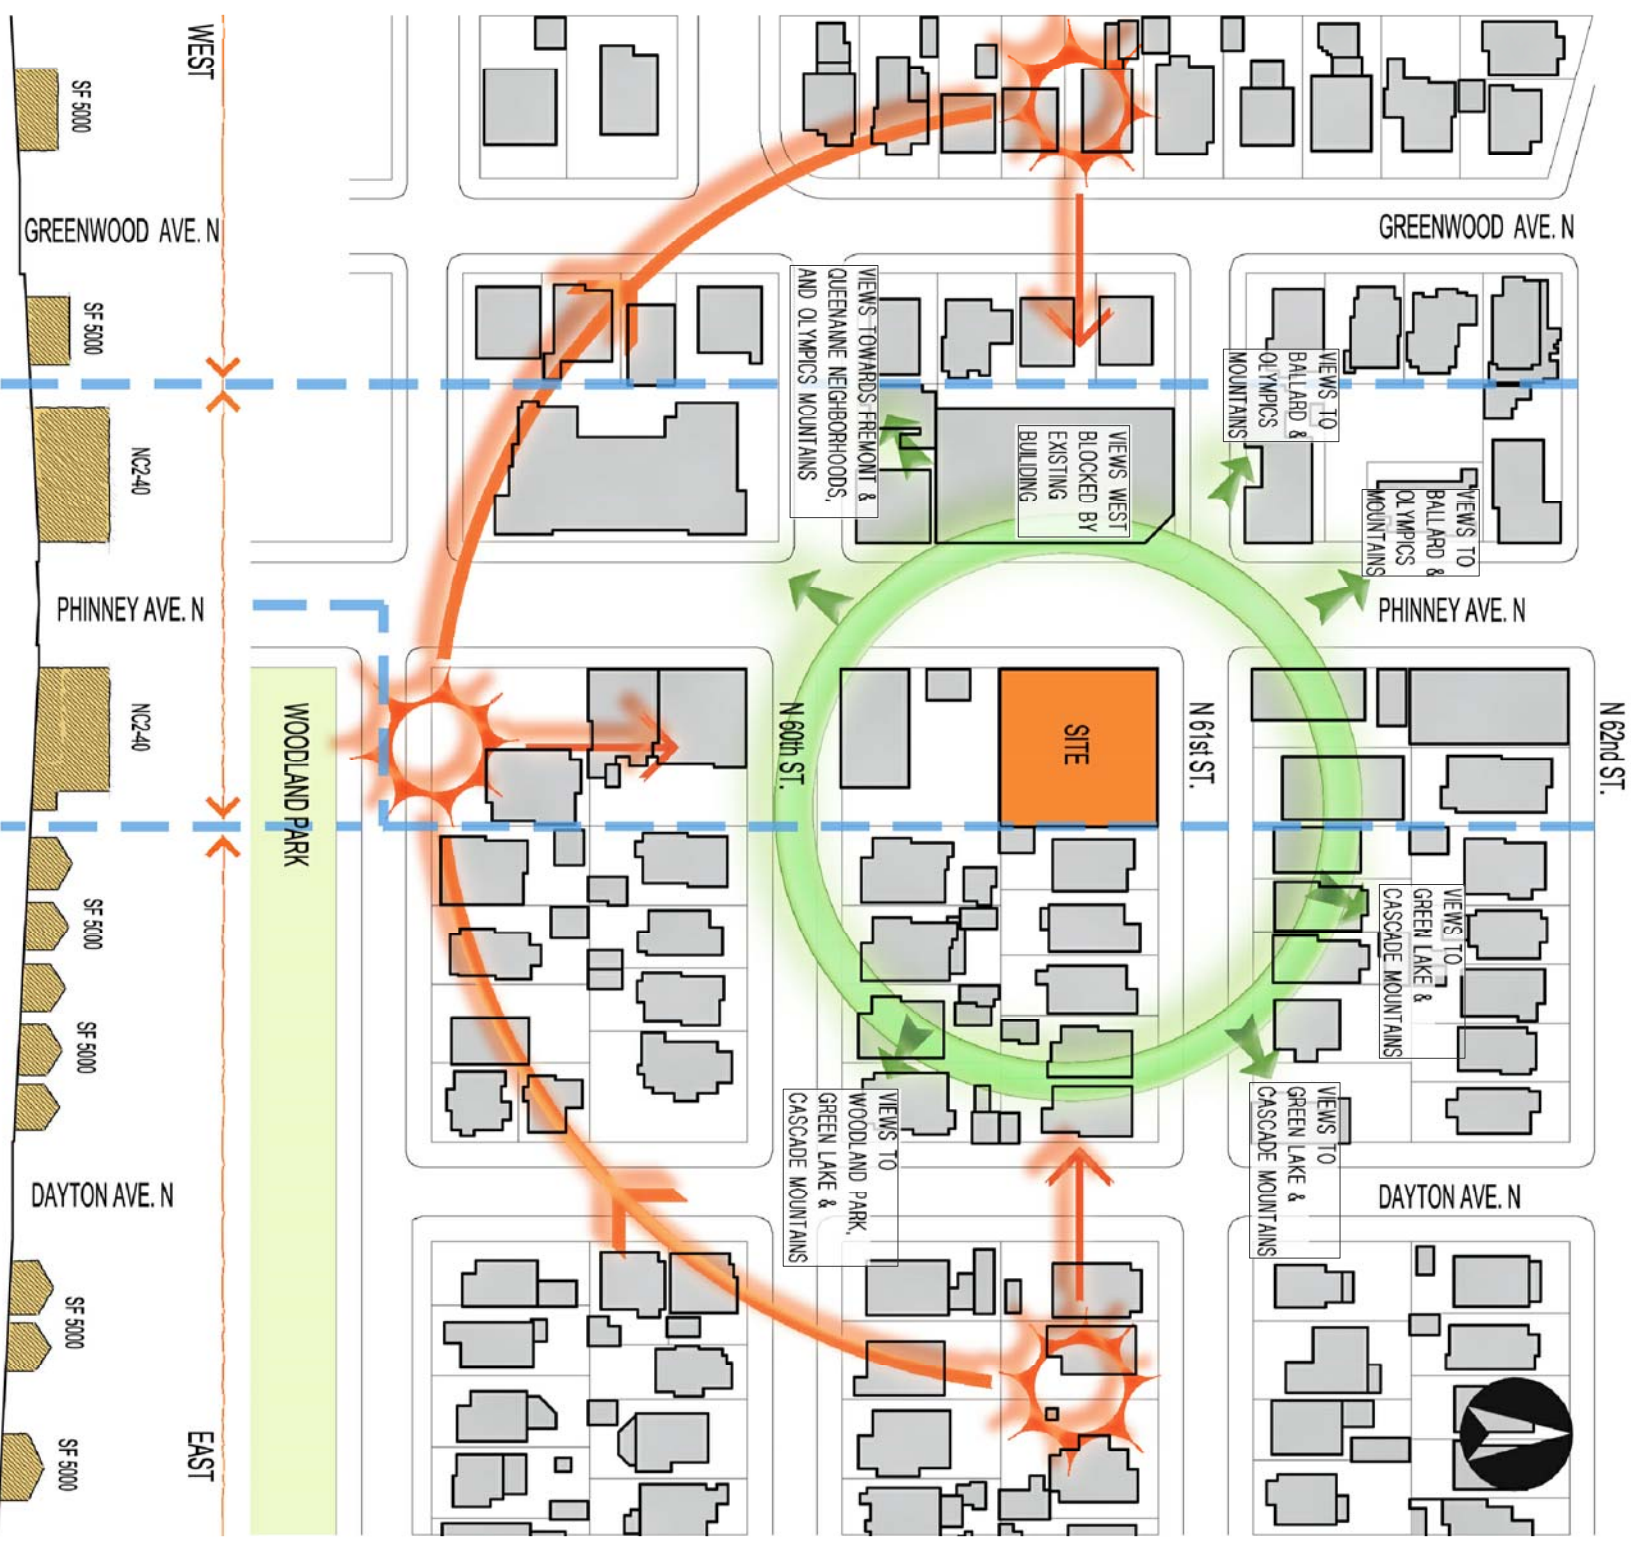 WEST
SF 5000
GREENWOOD AVE. N
GREENWOOD AVE. N
SF 5000
VIEWS TOWARDS FREMONT &
QUEENANNE NEIGHBORHOODS,
AND OLYMPICS MOUNTAINS
VIEWS TO
BALLARD &
OLYMPICS
MOUNTAINS
VIEWS WEST
BLOCKED BY
EXISTING
BUILIDING
NC2-40
VIEWS TO
BALLARD &
OLYMPICS
MOUNTAINS
PHINNEY AVE. N
PHINNEY AVE. N
NC2-40
WOODLAND PARK
N 60th ST.
SITE
N 61st ST.
N 62nd ST.
SF 5000
VIEWS TO
GREEN LAKE &
CASCADE MOUNTAINS
SF 5000
VIEWS TO
WOODLAND PARK,
GREEN LAKE &
CASCADE MOUNTAINS
VIEWS TO
GREEN LAKE &
CASCADE MOUNTAINS
DAYTON AVE. N
DAYTON AVE. N
SF 5000
EAST
SF 5000